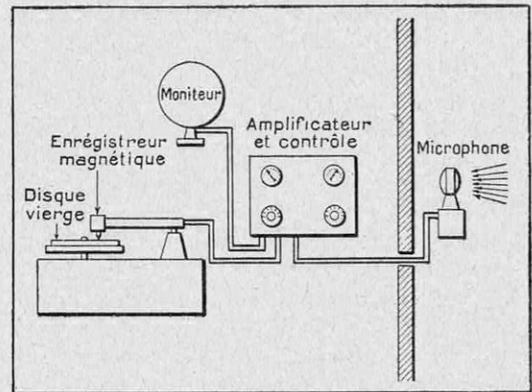 Moniteur
Amplificateur
et contrôle
Microphone
Enrégistreur
magnétique
Disque
vierge